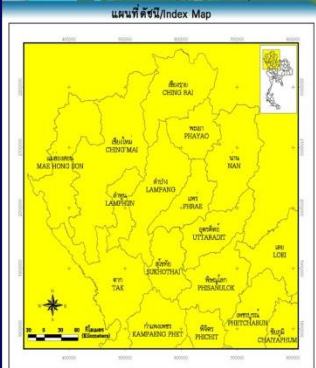 แผนที่ดัชนี/Index Map
เชียงราย
CHING RAI
พะเยา
PHAYAO
เชียงใหม่
CHING MAI
แม่ฮ่องสอน
MAE HONG SON
น่าน
NAN
ลำปาง
LAMPANG
ลำพูน
LAMPHUN
แพร่
PHRAE
อุตรดิตถ์
UTTARADIT
เลย
LOEI
สุโขทัย
SUKHOTHAI
ตาก
TAK
พิษณุโลก
PHISANULOK
เพชรบูรณ์
PHETCHABUN
กำแพงเพชร
KAMPAENG PHET
พิจิตร
PHICHIT
ชัยภูมิ
CHAIYAPHUM
30 0 30 60 กิโลเมตร
(Kilometers)